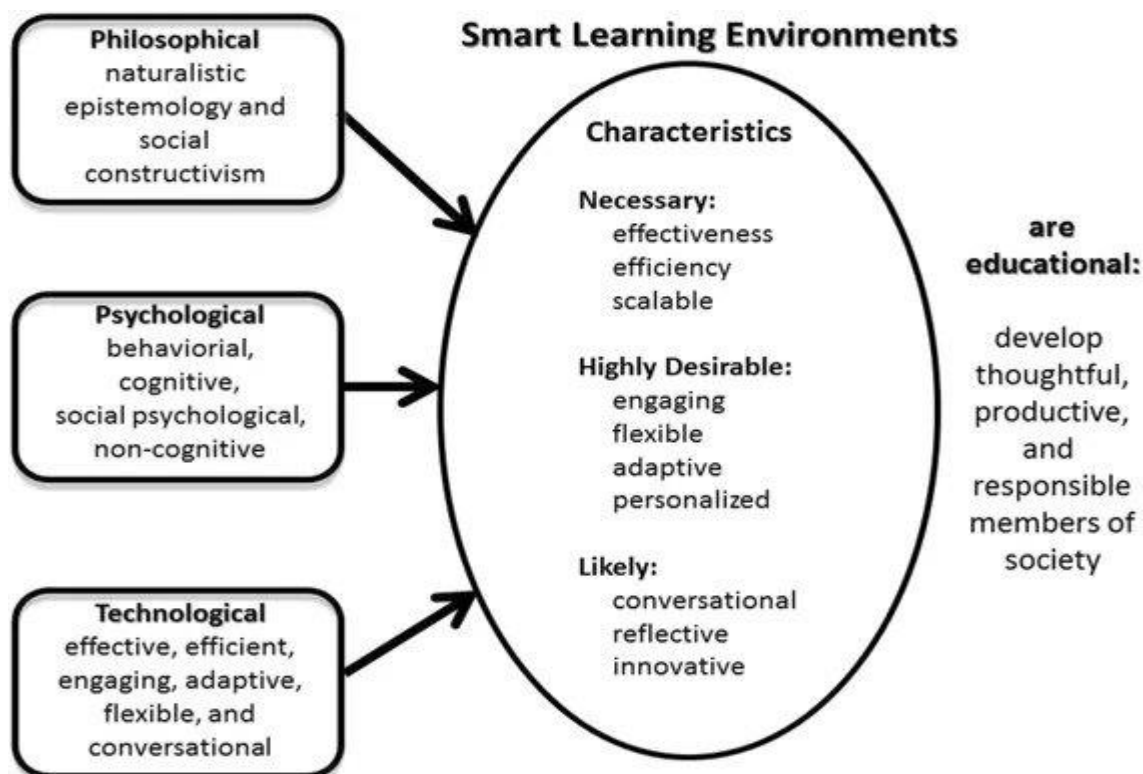 Philosophical
naturalistic
epistemology and
social
constructivism
Psychological
behaviorial,
cognitive,
social psychological,
non-cognitive
Technological
effective, efficient,
engaging, adaptive,
flexible, and
conversational
Smart Learning Environments
Characteristics
Necessary:
effectiveness
efficiency
scalable
Highly Desirable:
engaging
flexible
adaptive
personalized
Likely:
conversational
reflective
innovative
are
educational:
develop
thoughtful,
productive,
and
responsible
members of
society